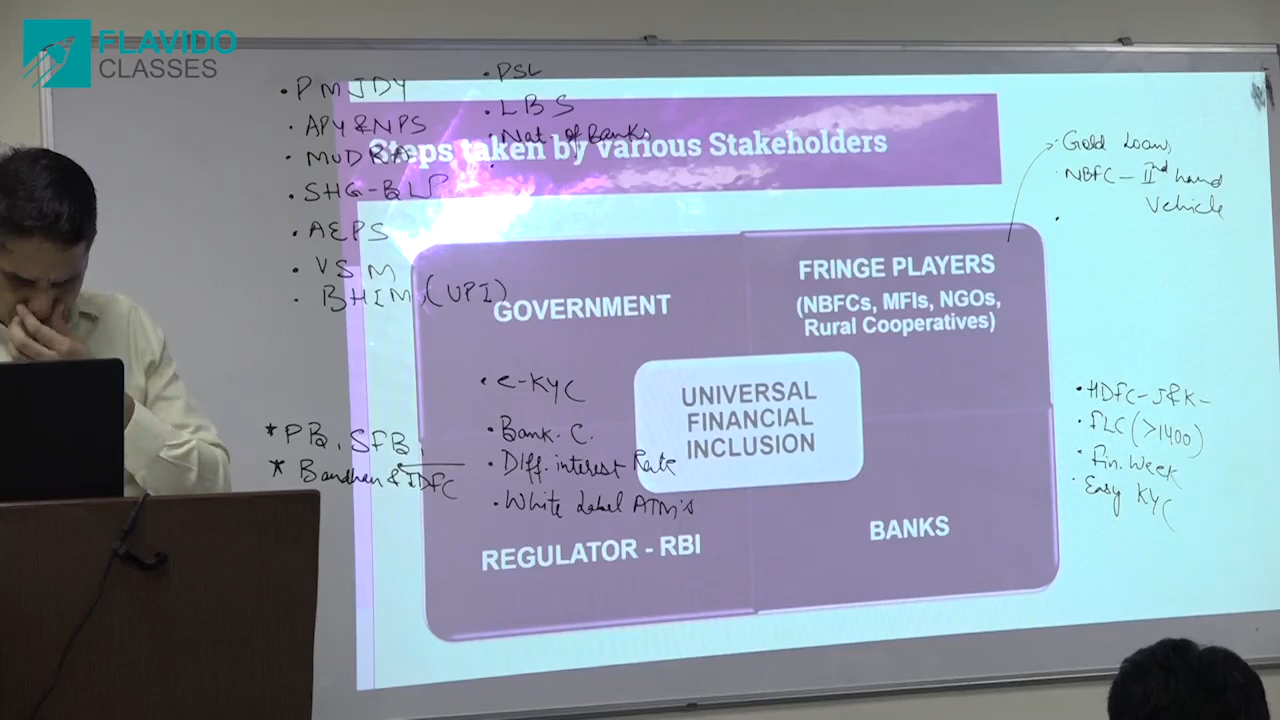 FLAVIDO
CLASSES
• PMJDY
• APY & NPS
• MUDRA
• SHG-BLP
• AEPS
• VSM
• BHIM, (UPI)
• PSL
• LBS
• Nat. of Banks
Steps taken by various Stakeholders
• Gold Loans
• NBFC - IInd hand
Vehicle
GOVERNMENT
FRINGE PLAYERS
(NBFCs, MFIs, NGOs,
Rural Cooperatives)
UNIVERSAL
FINANCIAL
INCLUSION
• e-KYC
• Bank. C.
• Diff. interest Rate
• White Label ATM's
* PB, SFB,
* Bandhan & IDFC
REGULATOR - RBI
BANKS
• HDFC - J&K -
• FLC (>1400)
• Fin. Week
• Easy KYC